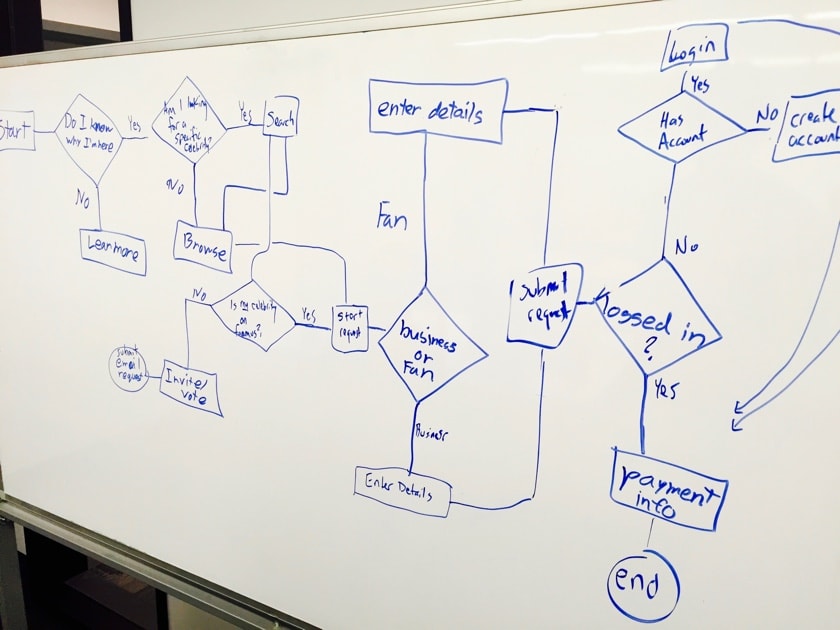 Start
Do I know
why I'm here
Yes
No
Learn more
Am I looking
for a
specific
celebrity?
Yes
Search
No
Browse
Is my celebrity
on
?
No
Yes
Invite/
vote
submit
email
request
start
request
business
or
Fan
Fan
enter details
Business
Enter Details
submit
request
logged in
?
No
Yes
Has
Account
Yes
Login
No
create
account
payment
info
end